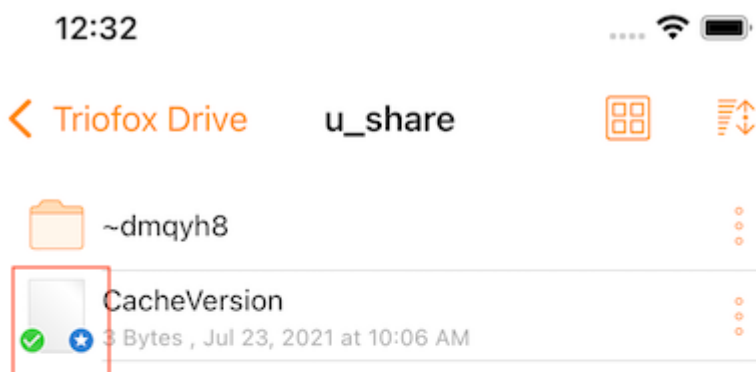 12:32
Triofox Drive u_share
~dmqyh8
CacheVersion
3 Bytes , Jul 23, 2021 at 10:06 AM